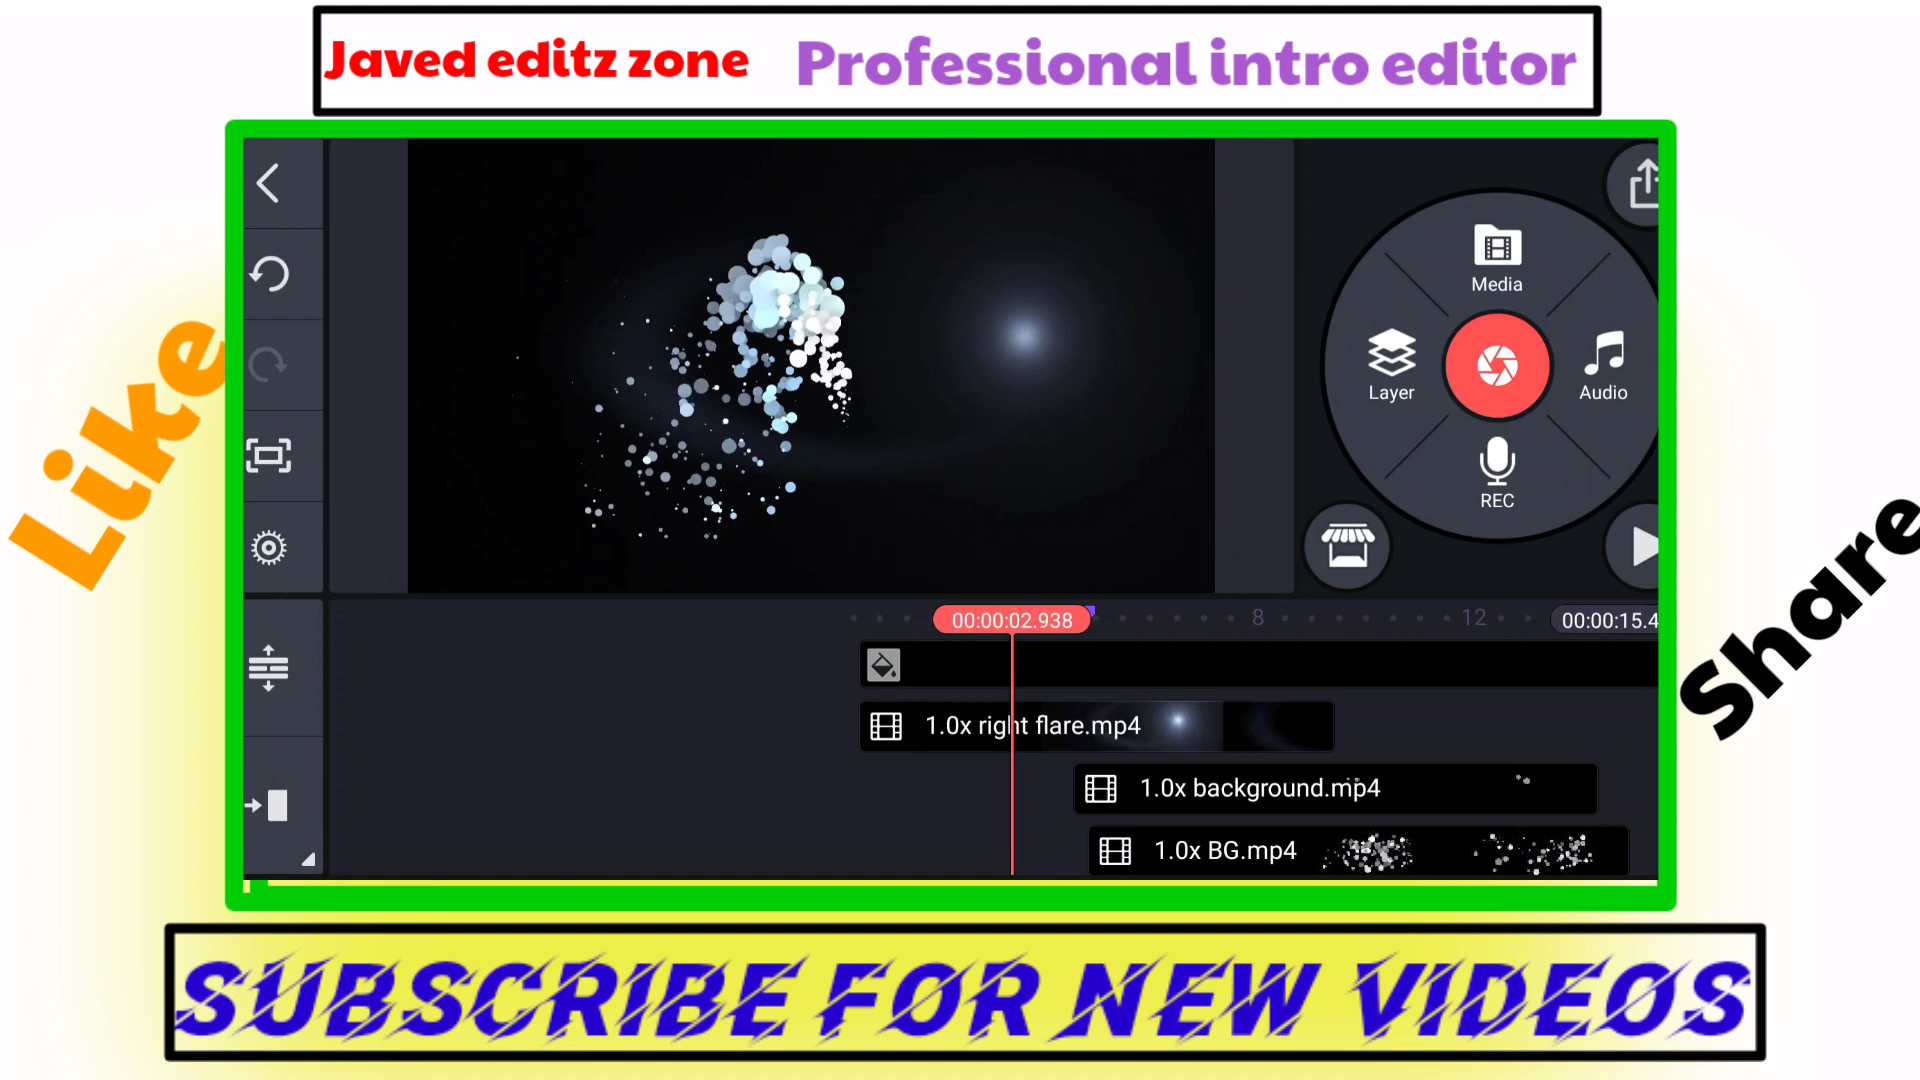 Javed editz zone
Professional intro editor
Media
Layer
Audio
REC
Like
Share
00:00:02.938
8
12
00:00:15.4
1.0x right flare.mp4
1.0x background.mp4
1.0x BG.mp4
SUBSCRIBE FOR NEW VIDEOS